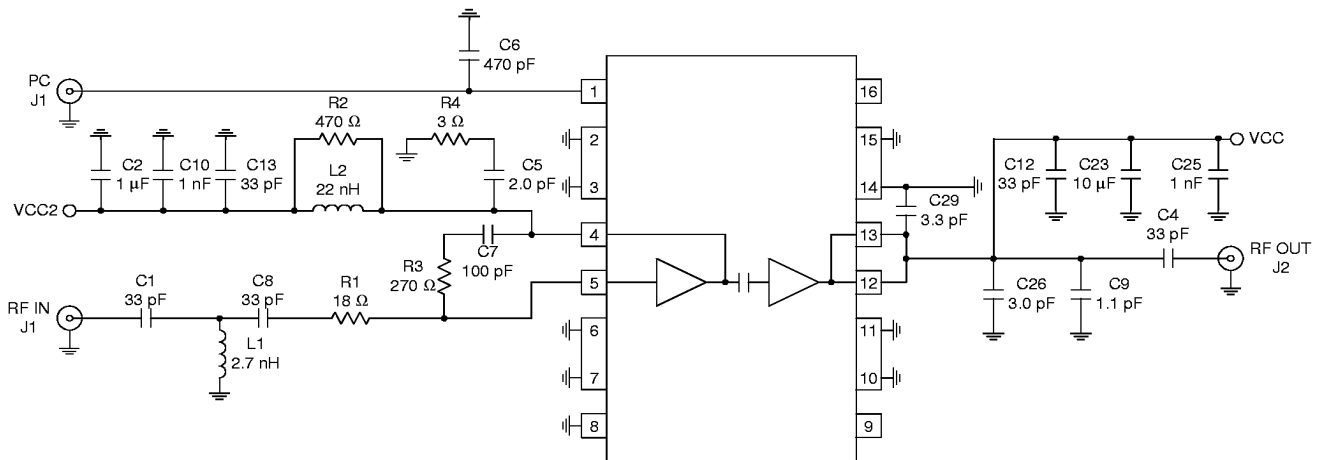 PC
J1
C6
470 pF
1
16
R2
470 Ω
R4
3 Ω
2
15
VCC
C2
1 μF
C10
1 nF
C13
33 pF
L2
22 nH
C5
2.0 pF
3
14
C29
3.3 pF
C12
33 pF
C23
10 μF
C25
1 nF
VCC2
4
13
C7
100 pF
C4
33 pF
RF OUT
J2
R3
270 Ω
5
12
C1
33 pF
C8
33 pF
R1
18 Ω
C26
3.0 pF
C9
1.1 pF
RF IN
J1
L1
2.7 nH
6
11
7
10
8
9